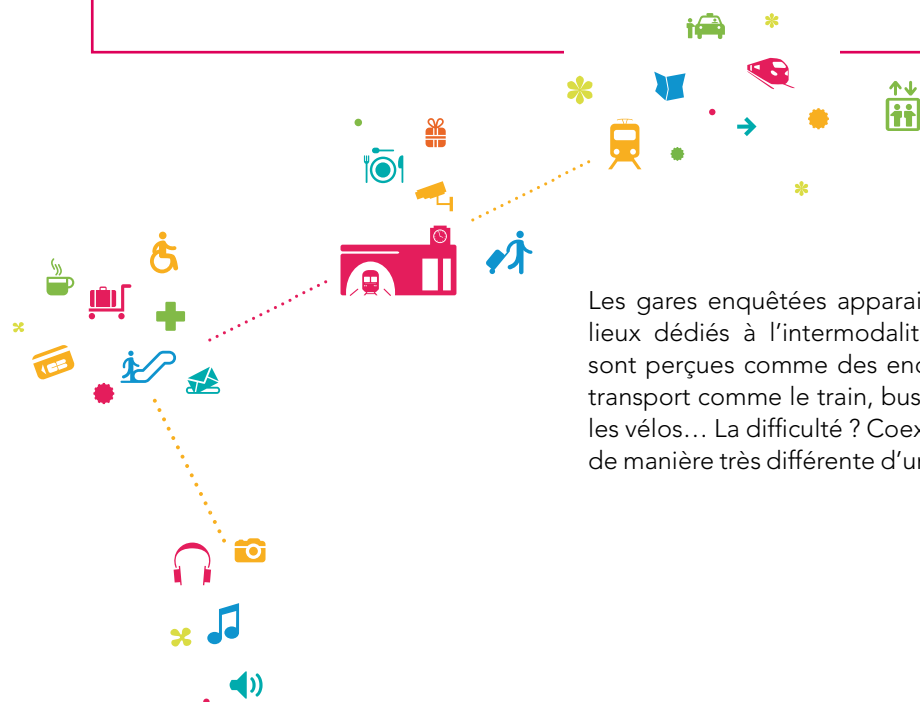 Les gares enquêtées apparai
lieux dédiés à l'intermodalit
sont perçues comme des enc
transport comme le train, bus
les vélos… La difficulté ? Coex
de manière très différente d'u